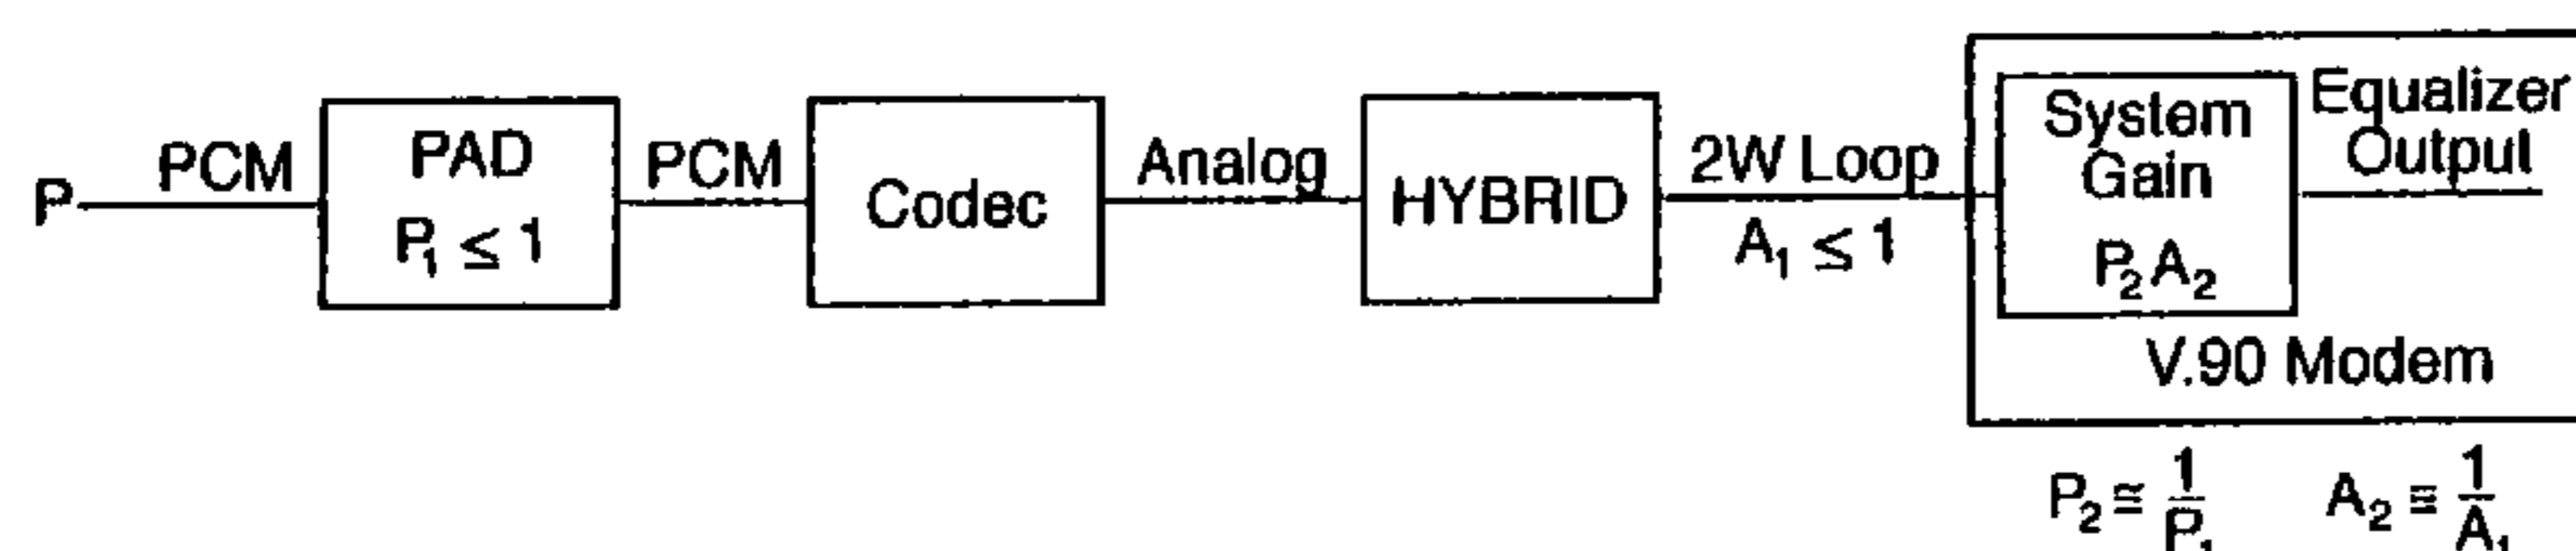 P
PCM
PAD
P₁ ≤ 1
PCM
Codec
Analog
HYBRID
2W Loop
A₁ ≤ 1
System
Gain
P₂A₂
Equalizer
Output
V.90 Modem
P₂ ≅ 1/P₁
A₂ ≅ 1/A₁